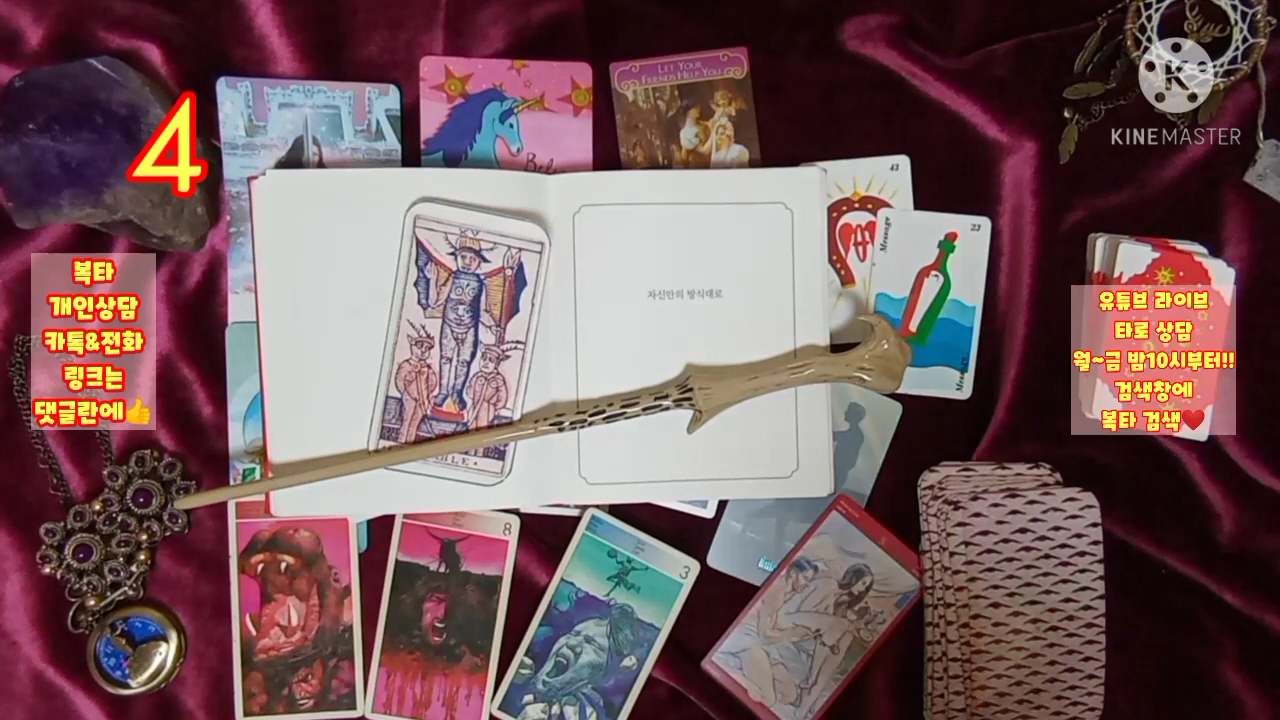 4
LET YOUR
FRIENDS HELP YOU
KINEMASTER
43
Message
23
Message
XV
자신만의 방식대로
복타
개인상담
카톡&전화
링크는
댓글란에👍
유튜브 라이브
타로 상담
월~금 밤10시부터!!
검색창에
복타 검색❤️
8
3